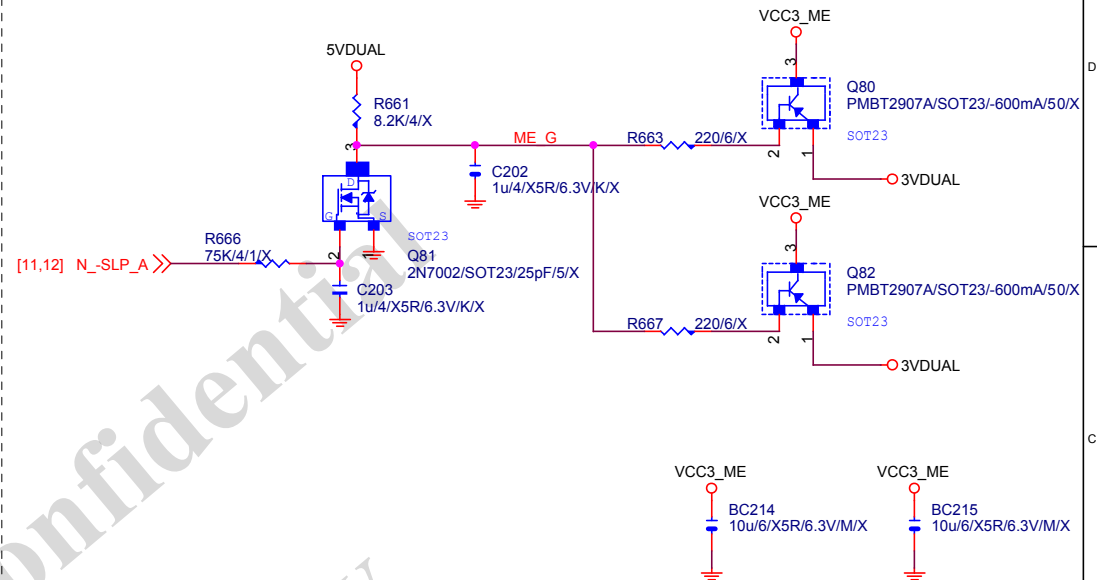 VCC3_ME
D
5VDUAL
3
Q80
PMBT2907A/SOT23/-600mA/50/X
SOT23
R661
8.2K/4/X
3
ME_G
R663
220/6/X
2
1
3VDUAL
C202
1u/4/X5R/6.3V/K/X
D
G
S
VCC3_ME
SOT23
Q81
2N7002/SOT23/25pF/5/X
2
1
R666
75K/4/1/X
[11,12] N_-SLP_A
3
Q82
PMBT2907A/SOT23/-600mA/50/X
SOT23
C203
1u/4/X5R/6.3V/K/X
R667
220/6/X
2
1
3VDUAL
C
VCC3_ME
VCC3_ME
BC214
10u/6/X5R/6.3V/M/X
BC215
10u/6/X5R/6.3V/M/X
onfidential